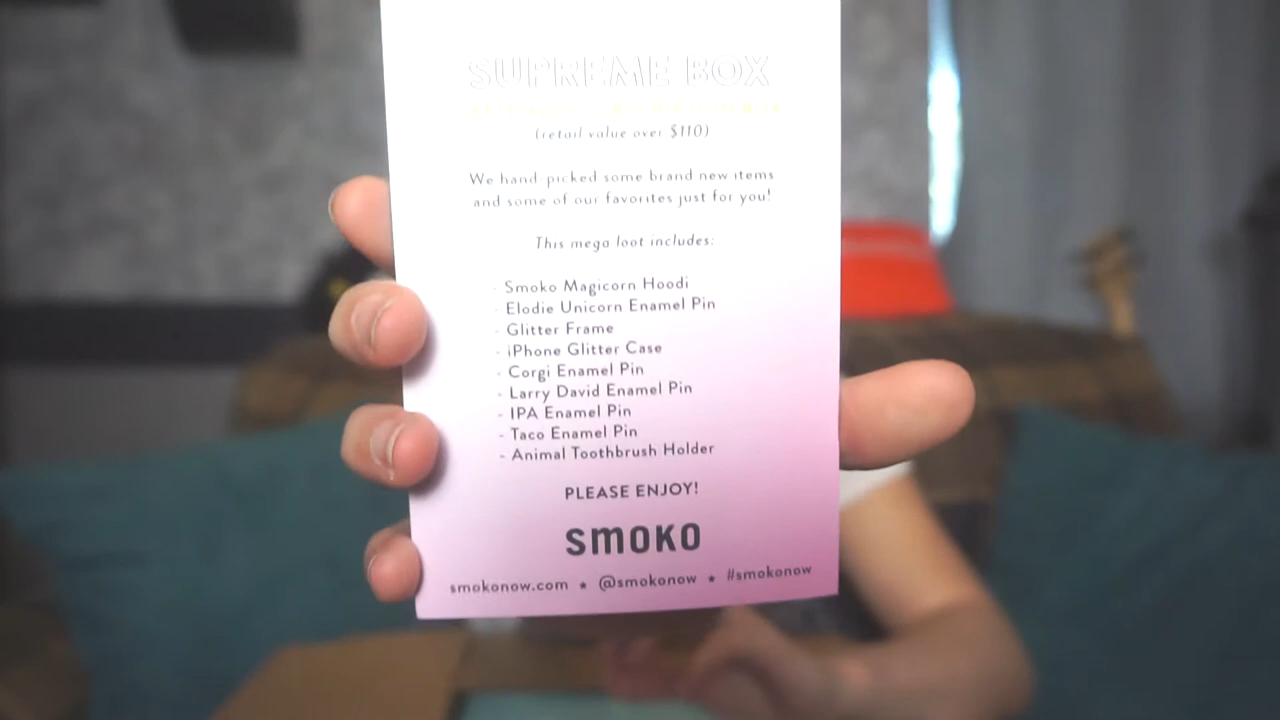 SUPREME BOX
(retail value over $110)
We hand-picked some brand new items
and some of our favorites just for you!
This mega loot includes:
- Smoko Magicorn Hoodi
- Elodie Unicorn Enamel Pin
- Glitter Frame
- iPhone Glitter Case
- Corgi Enamel Pin
- Larry David Enamel Pin
- IPA Enamel Pin
- Taco Enamel Pin
- Animal Toothbrush Holder
PLEASE ENJOY!
SMOKO
smokonow.com ★ @smokonow ★ #smokonow